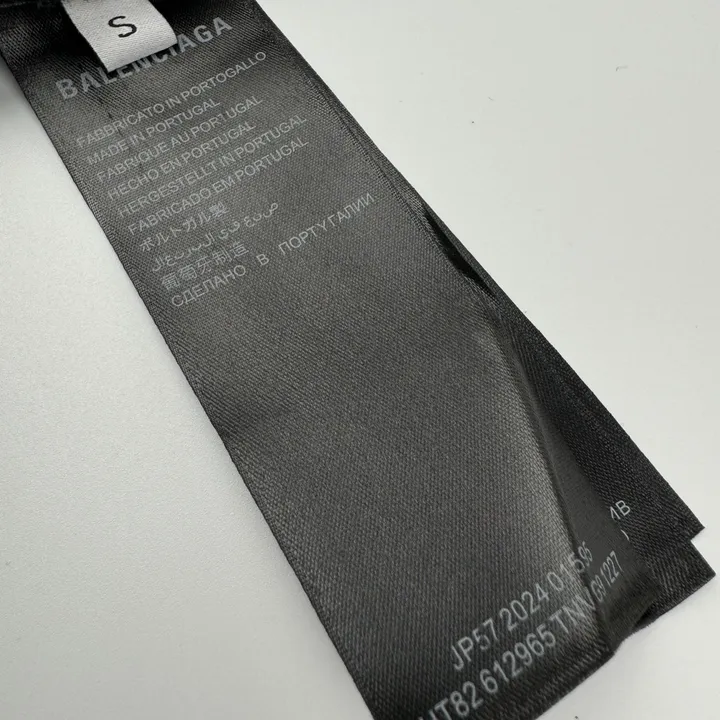 S
BALENCIAGA
FABBRICATO IN PORTOGALLO
MADE IN PORTUGAL
FABRIQUE AU PORTUGAL
HECHO EN PORTUGAL
HERGESTELLT IN PORTUGAL
FABRICADO EM PORTUGAL
ポルトガル製
صنع في البرتغال
葡萄牙制造
СДЕЛАНО В ПОРТУГАЛИИ
JP57 2024 015
612965